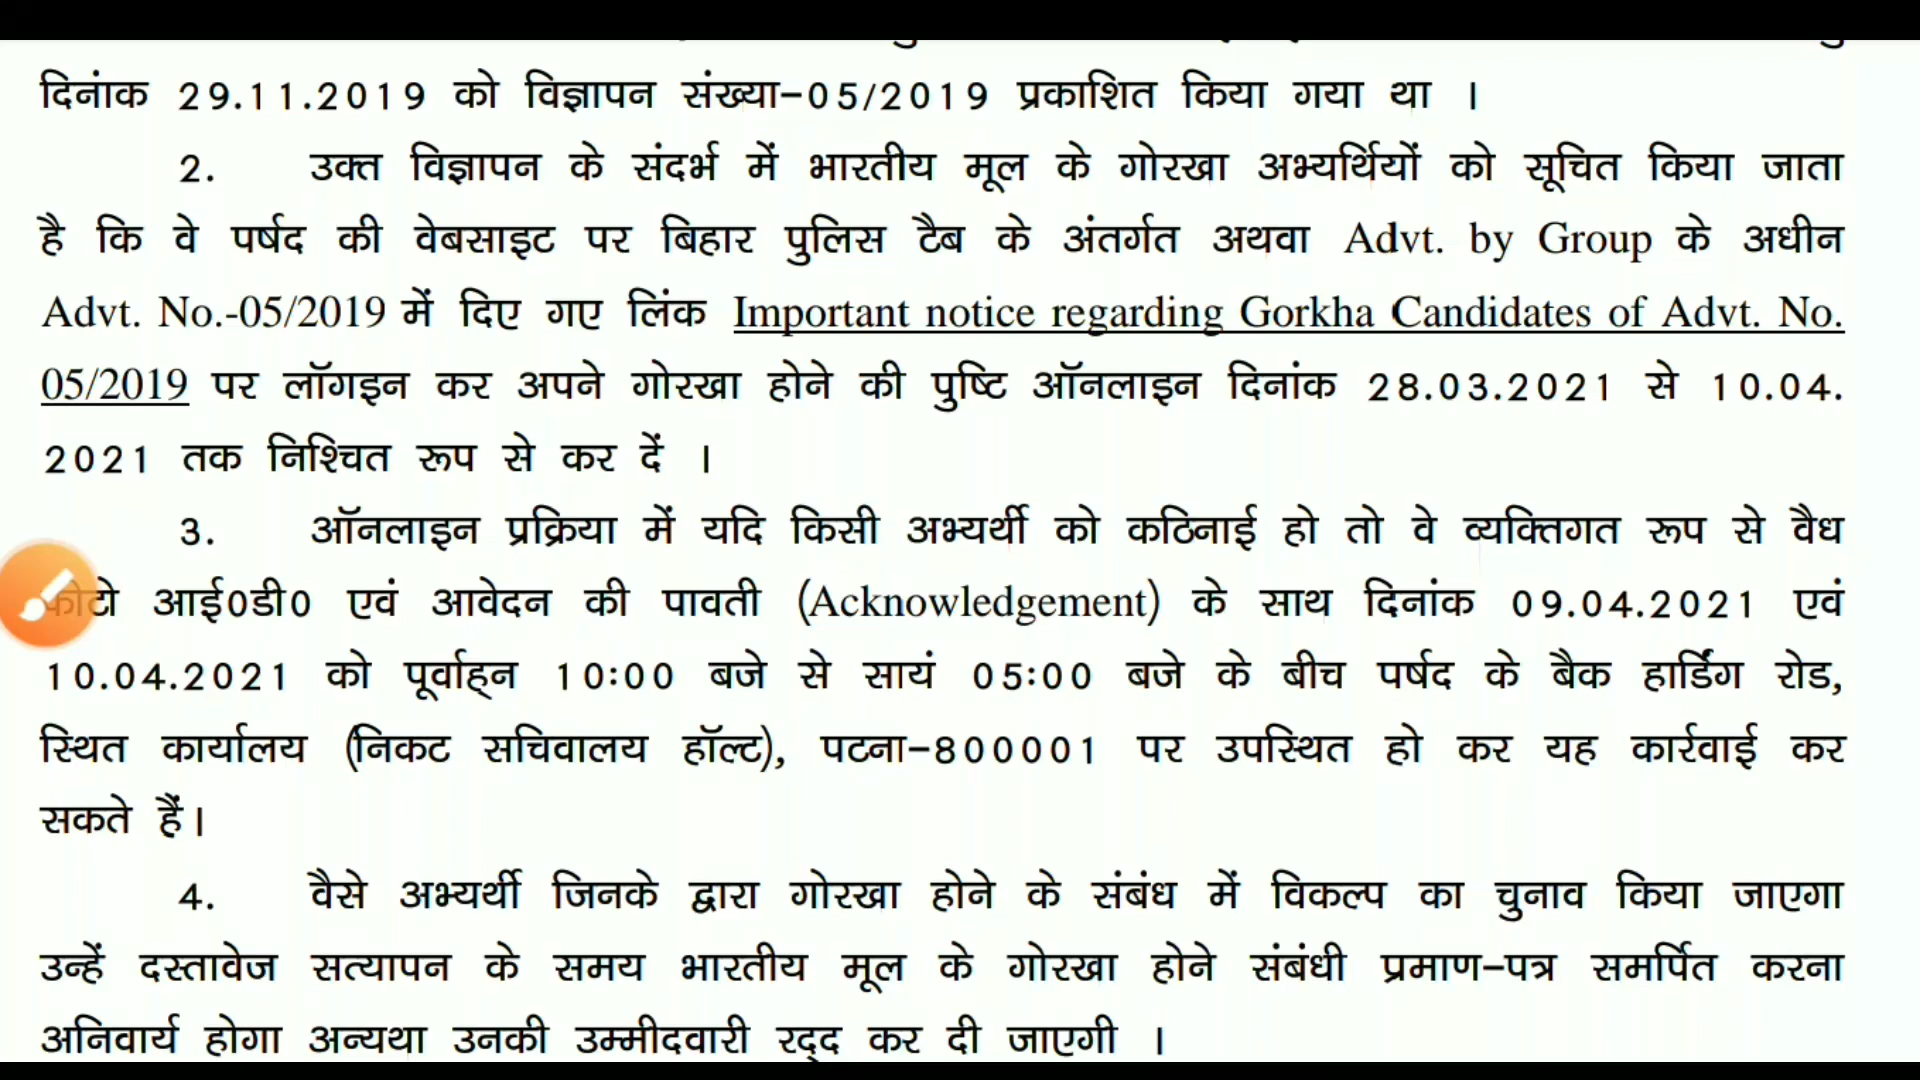 दिनांक 29.11.2019 को विज्ञापन संख्या-05/2019 प्रकाशित किया गया था ।
2. उक्त विज्ञापन के संदर्भ में भारतीय मूल के गोरखा अभ्यर्थियों को सूचित किया जाता
है कि वे पर्षद की वेबसाइट पर बिहार पुलिस टैब के अंतर्गत अथवा Advt. by Group के अधीन
Advt. No.-05/2019 में दिए गए लिंक Important notice regarding Gorkha Candidates of Advt. No.
05/2019 पर लॉगइन कर अपने गोरखा होने की पुष्टि ऑनलाइन दिनांक 28.03.2021 से 10.04.
2021 तक निश्चित रूप से कर दें ।
3. ऑनलाइन प्रक्रिया में यदि किसी अभ्यर्थी को कठिनाई हो तो वे व्यक्तिगत रूप से वैध
फोटो आई0डी0 एवं आवेदन की पावती (Acknowledgement) के साथ दिनांक 09.04.2021 एवं
10.04.2021 को पूर्वाह्न 10:00 बजे से सायं 05:00 बजे के बीच पर्षद के बैक हार्डिंग रोड,
स्थित कार्यालय (निकट सचिवालय हॉल्ट), पटना-800001 पर उपस्थित हो कर यह कार्रवाई कर
सकते हैं।
4. वैसे अभ्यर्थी जिनके द्वारा गोरखा होने के संबंध में विकल्प का चुनाव किया जाएगा
उन्हें दस्तावेज सत्यापन के समय भारतीय मूल के गोरखा होने संबंधी प्रमाण-पत्र समर्पित करना
अनिवार्य होगा अन्यथा उनकी उम्मीदवारी रद्द कर दी जाएगी ।